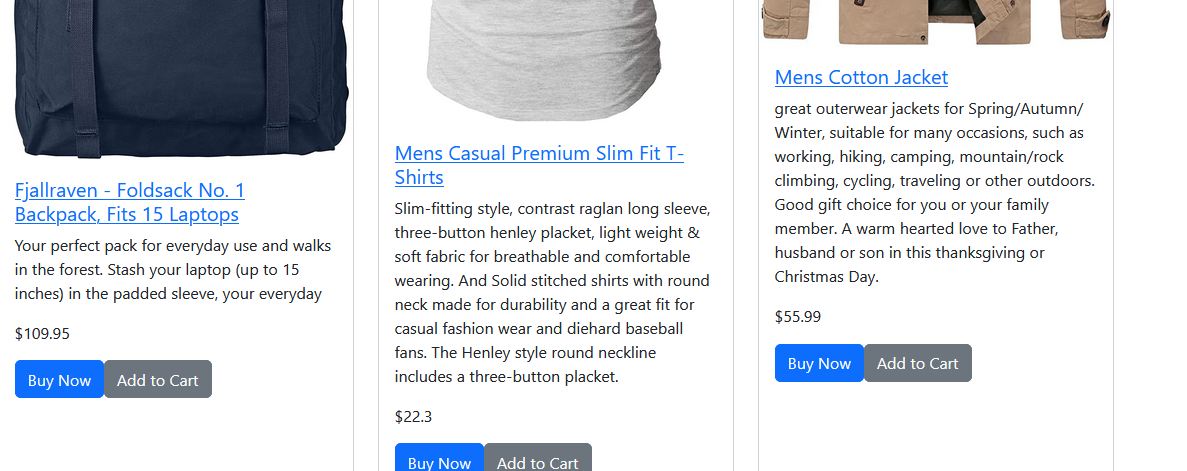 Fjallraven - Foldsack No. 1
Backpack, Fits 15 Laptops
Your perfect pack for everyday use and walks
in the forest. Stash your laptop (up to 15
inches) in the padded sleeve, your everyday
$109.95
Buy Now
Add to Cart
Mens Casual Premium Slim Fit T-
Shirts
Slim-fitting style, contrast raglan long sleeve,
three-button henley placket, light weight &
soft fabric for breathable and comfortable
wearing. And Solid stitched shirts with round
neck made for durability and a great fit for
casual fashion wear and diehard baseball
fans. The Henley style round neckline
includes a three-button placket.
$22.3
Buy Now
Add to Cart
Mens Cotton Jacket
great outerwear jackets for Spring/Autumn/
Winter, suitable for many occasions, such as
working, hiking, camping, mountain/rock
climbing, cycling, traveling or other outdoors.
Good gift choice for you or your family
member. A warm hearted love to Father,
husband or son in this thanksgiving or
Christmas Day.
$55.99
Buy Now
Add to Cart